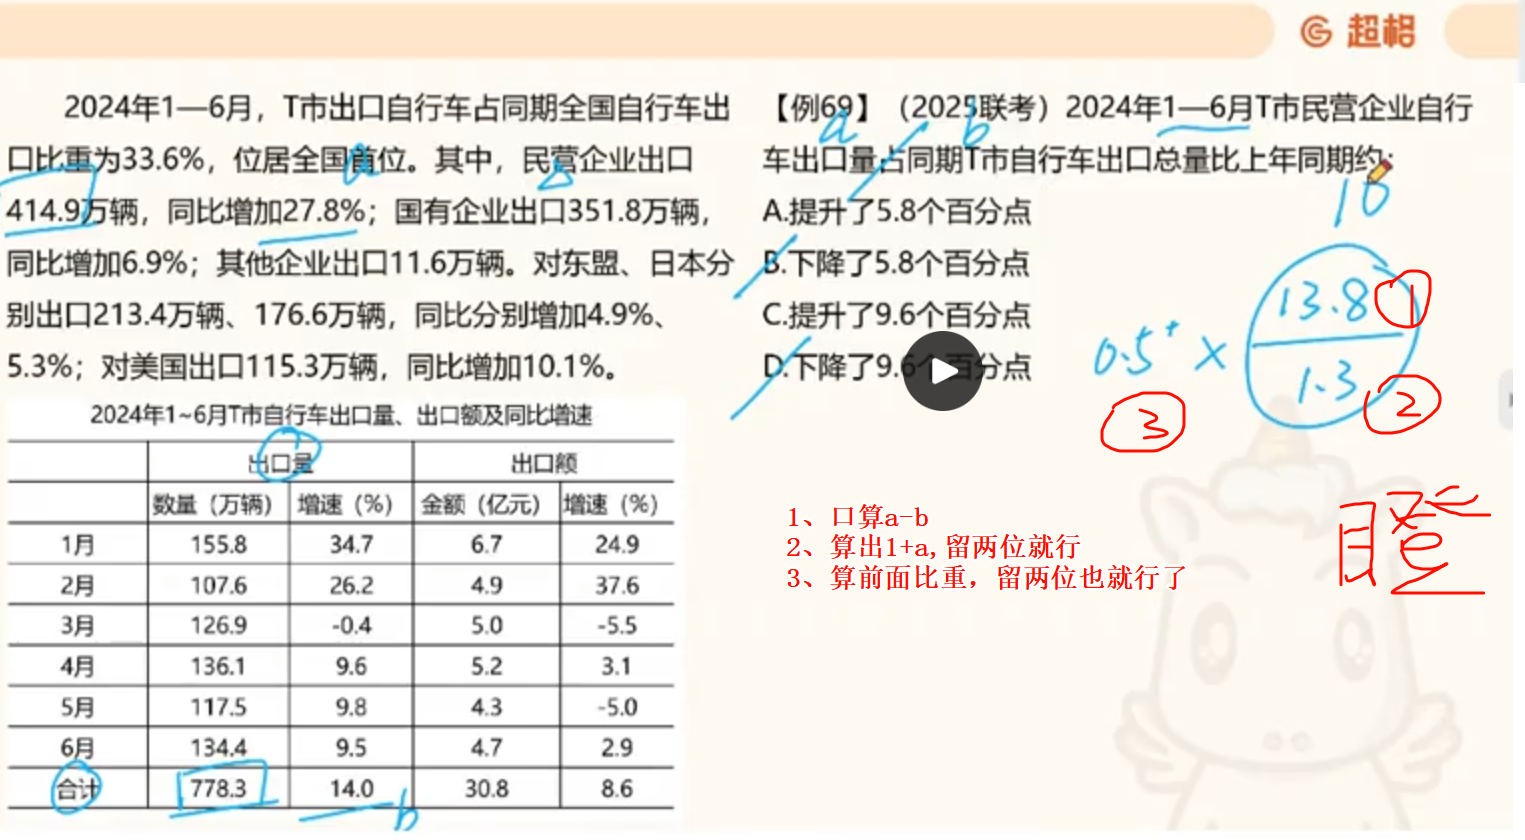 超格
2024年1—6月，T市出口自行车占同期全国自行车出
口比重为33.6%，位居全国首位。其中，民营企业出口
414.9万辆，同比增加27.8%；国有企业出口351.8万辆，
同比增加6.9%；其他企业出口11.6万辆。对东盟、日本分
别出口213.4万辆、176.6万辆，同比分别增加4.9%、
5.3%；对美国出口115.3万辆，同比增加10.1%。
a
2024年1~6月T市自行车出口量、出口额及同比增速
出口量 出口额
数量（万辆） 增速（%） 金额（亿元） 增速（%）
1月 155.8 34.7 6.7 24.9
2月 107.6 26.2 4.9 37.6
3月 126.9 -0.4 5.0 -5.5
4月 136.1 9.6 5.2 3.1
5月 117.5 9.8 4.3 -5.0
6月 134.4 9.5 4.7 2.9
合计 778.3 14.0 30.8 8.6
b
【例69】（2025联考）2024年1—6月T市民营企业自行
车出口量占同期T市自行车出口总量比上年同期约：
a b
A.提升了5.8个百分点
B.下降了5.8个百分点
C.提升了9.6个百分点
D.下降了9.6个百分点
10
13.8 1
0.5+ ×
1.3 2
3
1、口算a-b
2、算出1+a,留两位就行
3、算前面比重，留两位也就行了
瞪